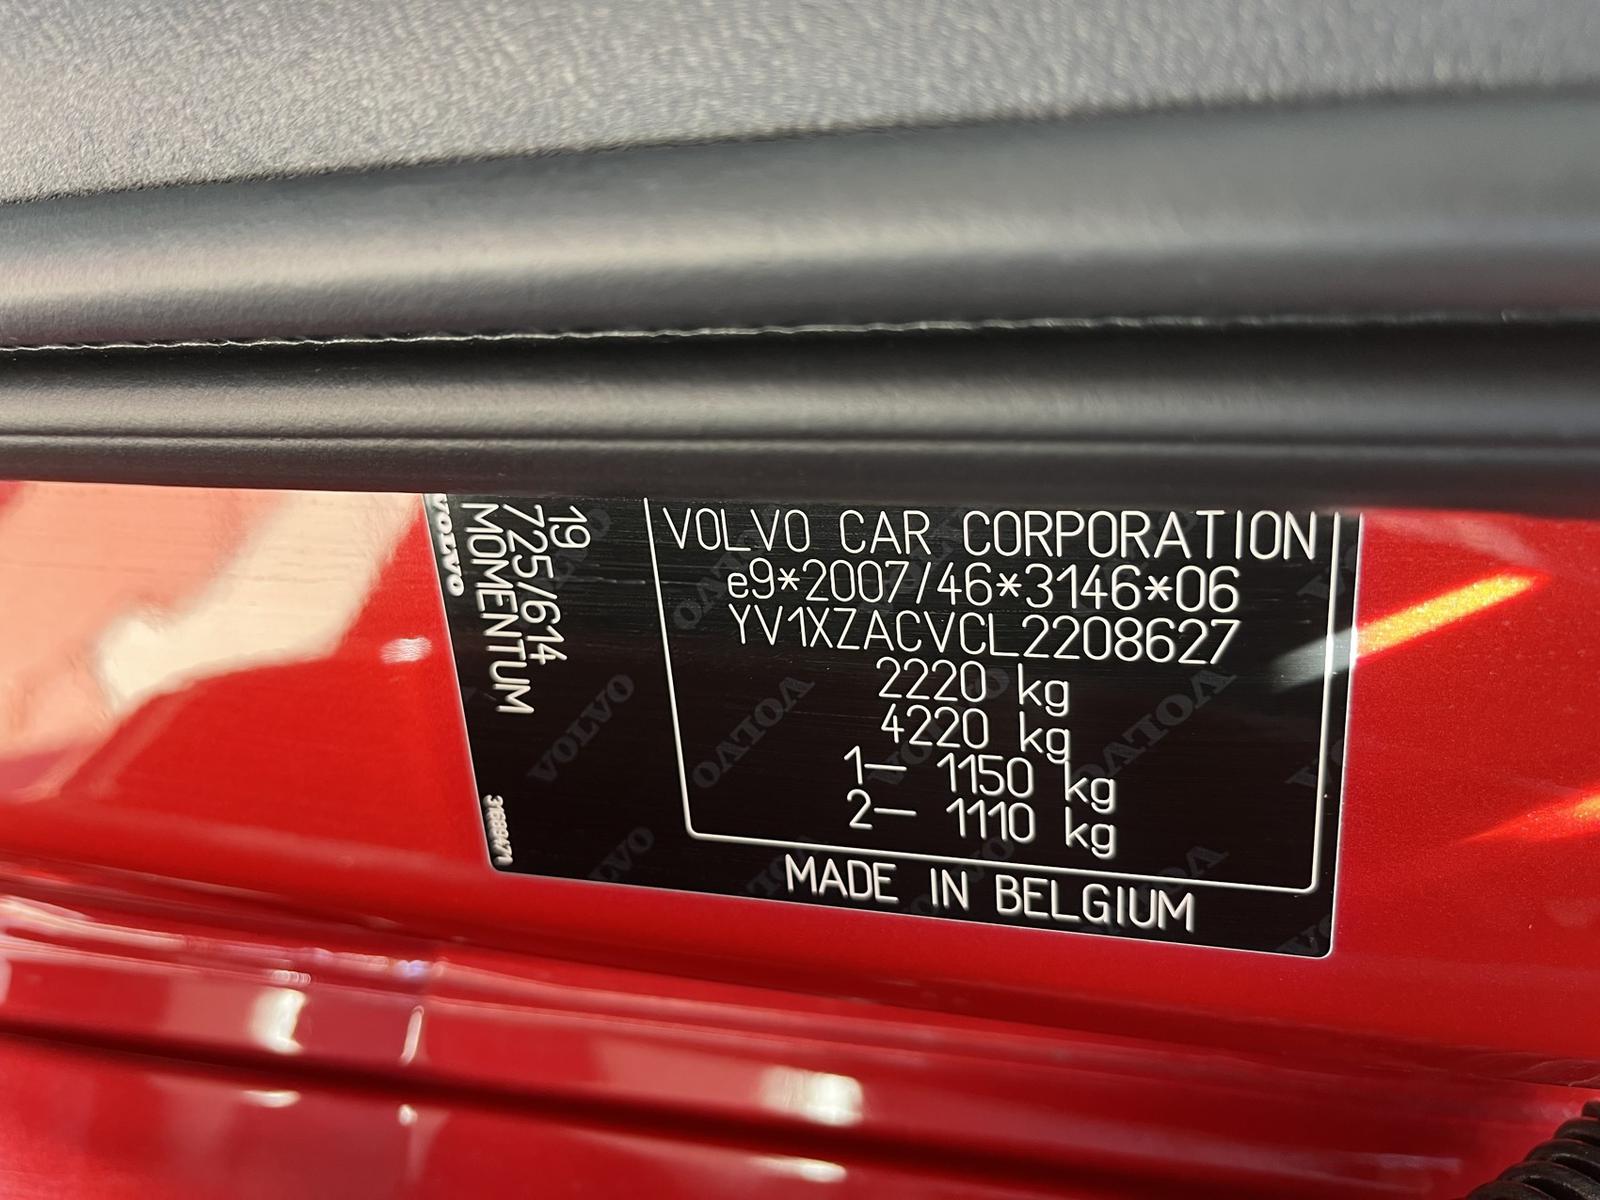 VOLVO CAR CORPORATION
e9*2007/46*3146*06
YV1XZACVCL2208627
2220 kg
4220 kg
1– 1150 kg
2– 1110 kg
MADE IN BELGIUM
19
725/614
MOMENTUM
VOLVO